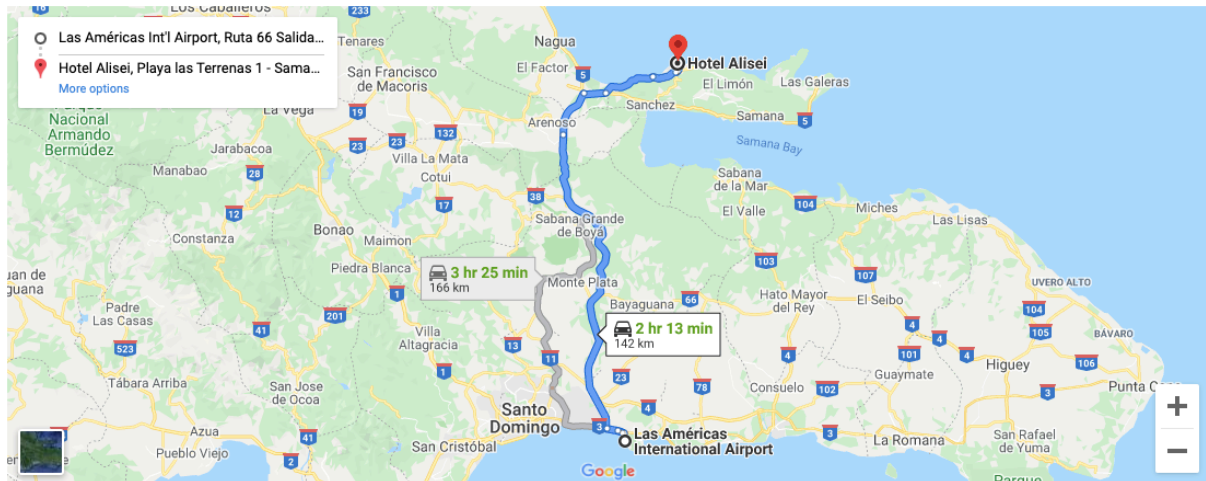 Las Américas Int'l Airport, Ruta 66 Salida...
Hotel Alisei, Playa las Terrenas 1 - Sama...
More options
Los Caballeros
233
Tenares
Nagua
El Factor
5
Hotel Alisei
El Limón
Las Galeras
San Francisco
de Macoris
La Vega
Sanchez
Samana
5
Parque
Nacional
Armando
Bermúdez
19
132
Arenoso
Samana Bay
23
23
Jarabacoa
Villa La Mata
Manabao
28
Cotui
Sabana
de la Mar
38
17
12
104
Miches
El Valle
Sabana Grande
de Boyá
Las Lisas
Constanza
Bonao
Maimon
103
Piedra Blanca
3 hr 25 min
166 km
107
Juan de
guana
Monte Plata
UVERO ALTO
1
Bayaguana
66
Hato Mayor
del Rey
El Seibo
104
Padre
Las Casas
201
2 hr 13 min
142 km
4
41
Villa
Altagracia
13
4
105
BÁVARO
523
11
4
101
106
1
23
Higuey
Guaymate
Tábara Arriba
78
Consuelo
102
3
Punta Cana
San Jose
de Ocoa
Santo
Domingo
4
3
3
Las Américas
International Airport
Azua
41
San Cristóbal
La Romana
San Rafael
de Yuma
Pueblo Viejo
2
Google
Parque